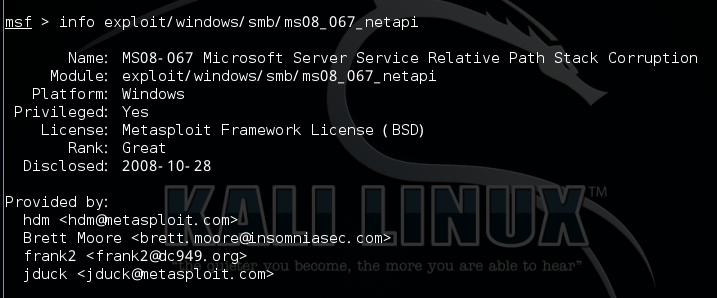 msf > info exploit/windows/smb/ms08_067_netapi
Name: MS08-067 Microsoft Server Service Relative Path Stack Corruption
Module: exploit/windows/smb/ms08_067_netapi
Platform: Windows
Privileged: Yes
License: Metasploit Framework License (BSD)
Rank: Great
Disclosed: 2008-10-28
Provided by:
hdm <hdm@metasploit.com>
Brett Moore <brett.moore@insomniasec.com>
frank2 <frank2@dc949.org>
jduck <jduck@metasploit.com>
KALI LINUX™
"the quieter you become, the more you are able to hear"